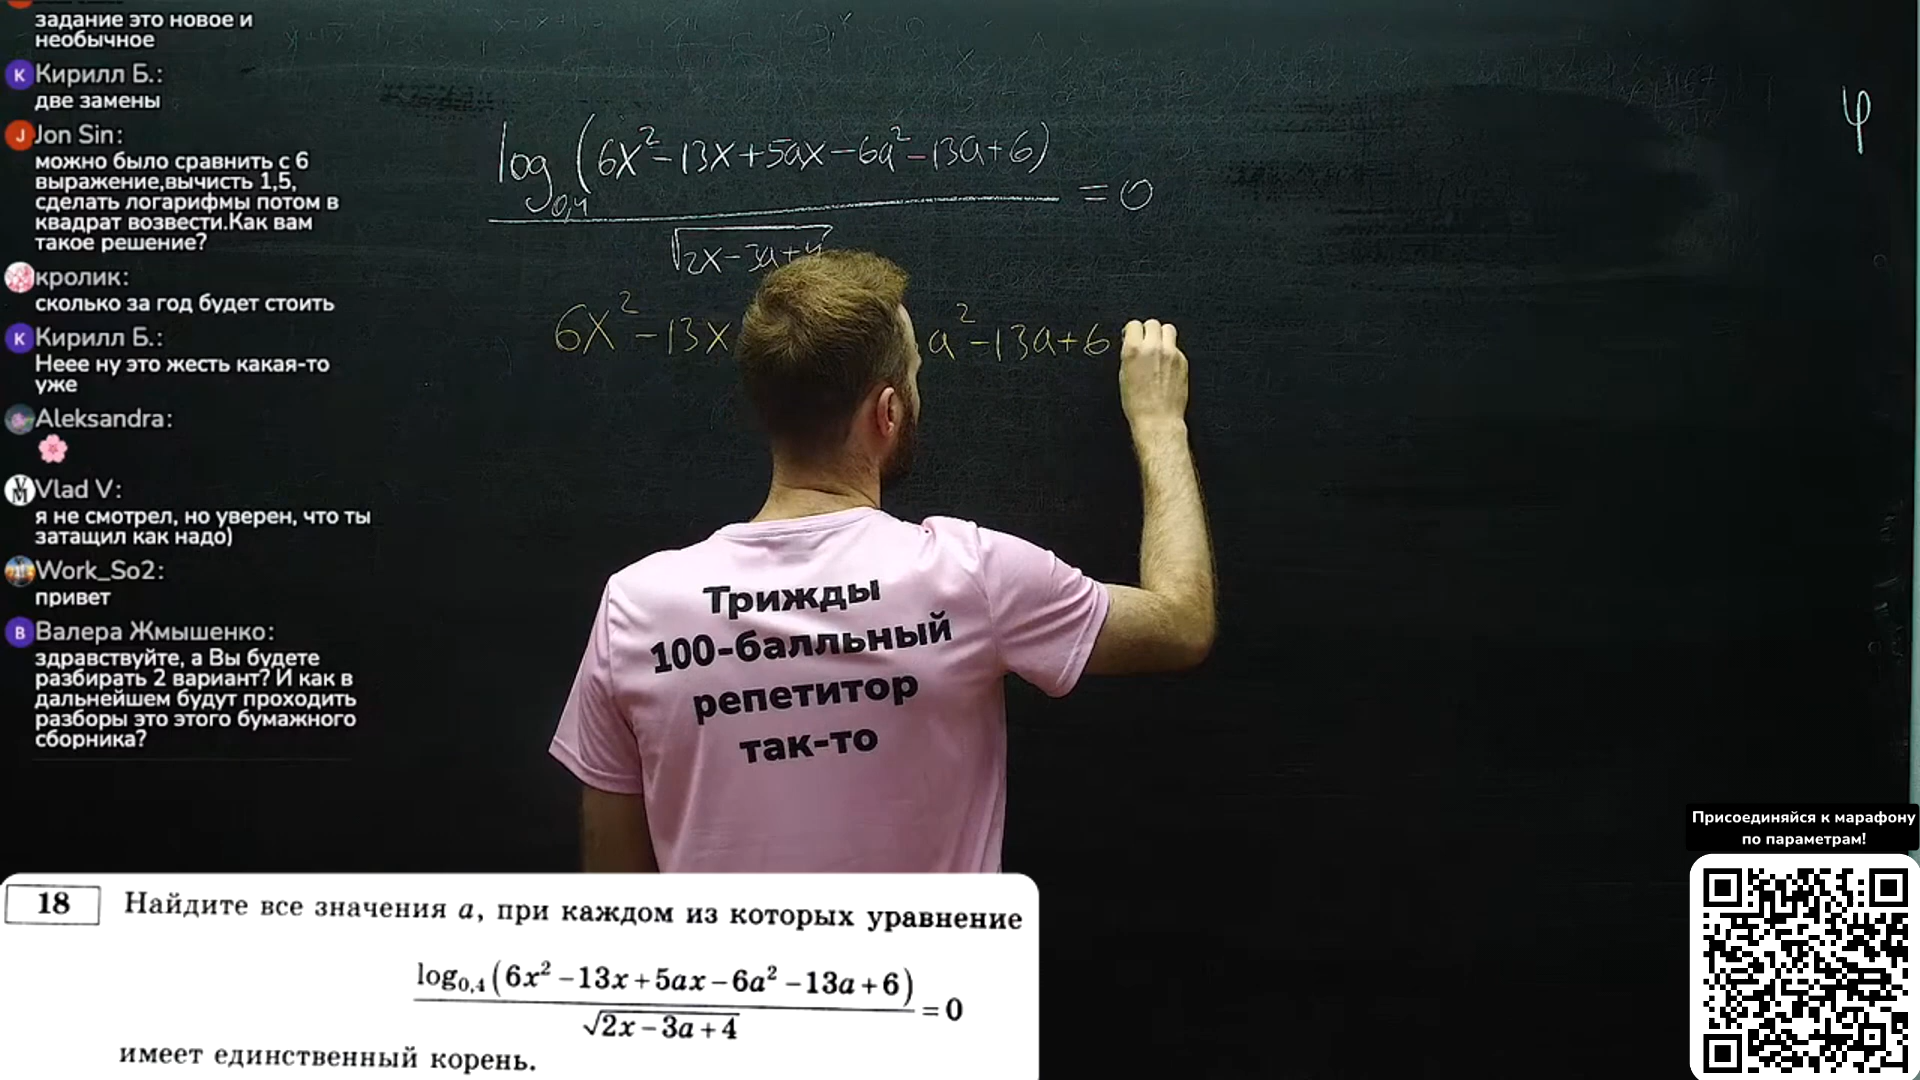 задание это новое и
необычное
К Кирилл Б.:
две замены
J Jon Sin:
можно было сравнить с 6
выражение,вычисть 1,5,
сделать логарифмы потом в
квадрат возвести.Как вам
такое решение?
кролик:
сколько за год будет стоить
К Кирилл Б.:
Неее ну это жесть какая-то
уже
Aleksandra:
🌸
Vlad V:
я не смотрел, но уверен, что ты
затащил как надо)
Work_So2:
привет
В Валера Жмышенко:
здравствуйте, а Вы будете
разбирать 2 вариант? И как в
дальнейшем будут проходить
разборы это этого бумажного
сборника?
log₀,₄(6x²-13x+5ax-6a²-13a+6)
= 0
√2x-3a+4
φ
6x²-13x a²-13a+6
Трижды
100-балльный
репетитор
так-то
18 Найдите все значения a, при каждом из которых уравнение
log₀,₄(6x² – 13x + 5ax – 6a² – 13a + 6)
= 0
√2x – 3a + 4
имеет единственный корень.
Присоединяйся к марафону
по параметрам!